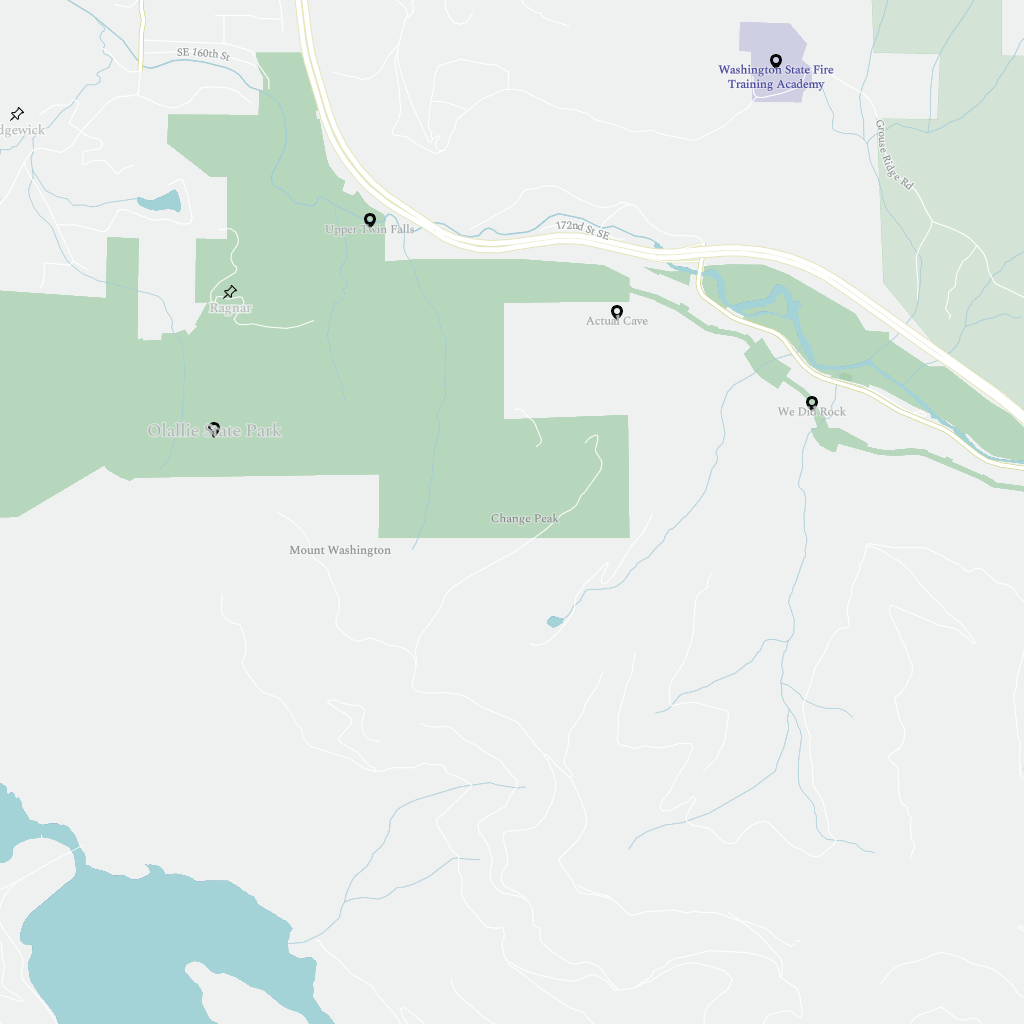 SE 160th St
Washington State Fire
Training Academy
dgewick
Grouse Ridge Rd
Upper Twin Falls
172nd St SE
Ragnar
Actual Cave
We Did Rock
Olallie State Park
Change Peak
Mount Washington